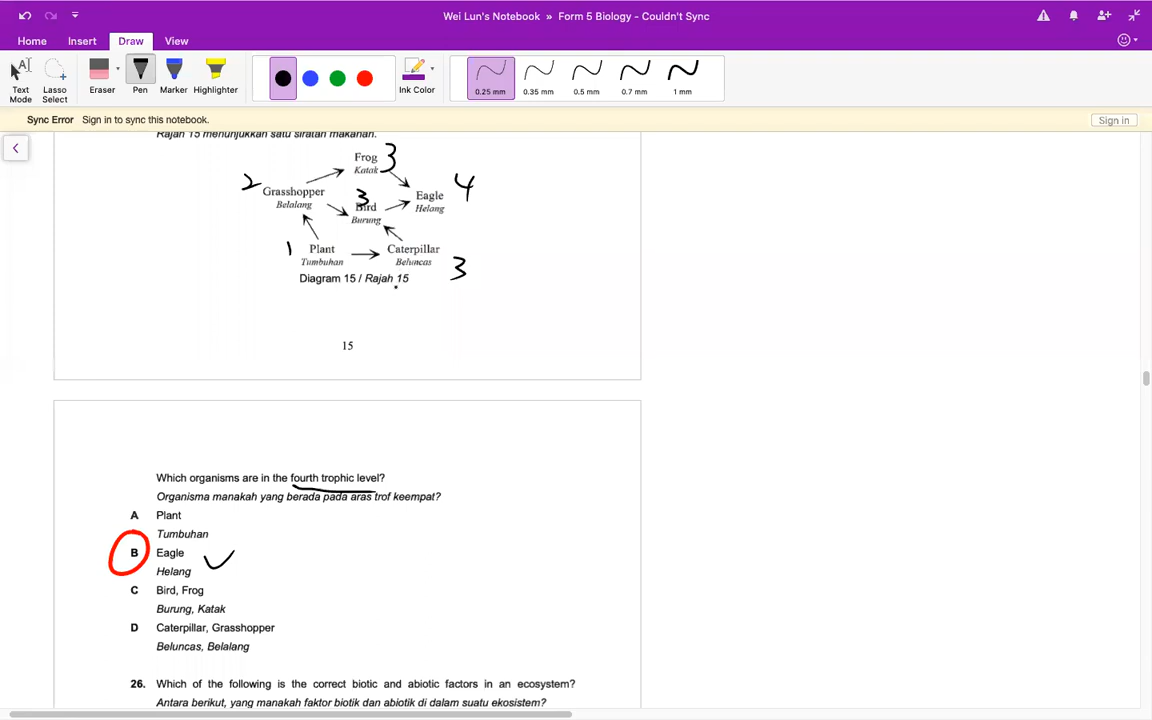 Wei Lun's Notebook » Form 5 Biology - Couldn't Sync
Home Insert Draw View
Text Mode
Lasso Select
Eraser
Pen
Marker
Highlighter
Ink Color
0.25 mm
0.35 mm
0.5 mm
0.7 mm
1 mm
Sync Error Sign in to sync this notebook.
Sign in
Rajah 15 menunjukkan satu siratan makanan.
Frog 3
Katak
2 Grasshopper
Belalang
3
Bird
Burung
Eagle 4
Helang
1 Plant
Tumbuhan
Caterpillar
Beluncas 3
Diagram 15 / Rajah 15
15
Which organisms are in the fourth trophic level?
Organisma manakah yang berada pada aras trof keempat?
A Plant
Tumbuhan
B Eagle
Helang
C Bird, Frog
Burung, Katak
D Caterpillar, Grasshopper
Beluncas, Belalang
26. Which of the following is the correct biotic and abiotic factors in an ecosystem?
Antara berikut, yang manakah faktor biotik dan abiotik di dalam suatu ekosistem?